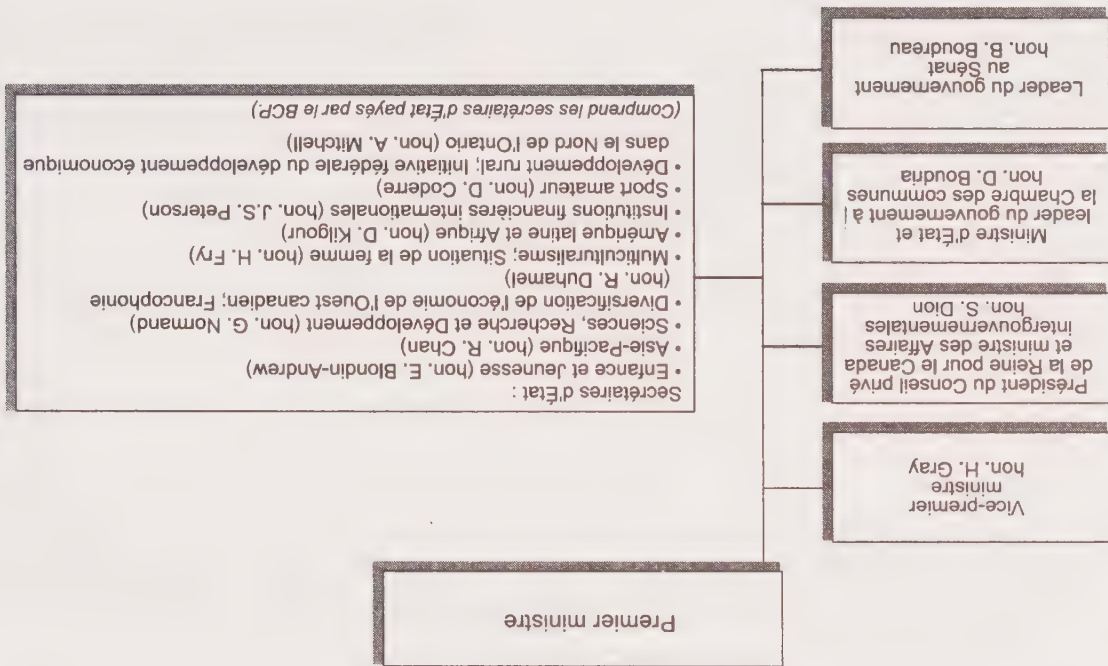 Premier ministre
Vice-premier
ministre
hon. H. Gray
Président du Conseil privé
de la Reine pour le Canada
et ministre des Affaires
intergouvernementales
hon. S. Dion
Ministre d'État et
leader du gouvernement à
la Chambre des communes
hon. D. Boudria
Leader du gouvernement
au Sénat
hon. B. Boudreau
Secrétaires d'État :
• Enfance et Jeunesse (hon. E. Blondin-Andrew)
• Asie-Pacifique (hon. R. Chan)
• Sciences, Recherche et Développement (hon. G. Normand)
• Diversification de l'économie de l'Ouest canadien; Francophonie
(hon. R. Duhamel)
• Multiculturalisme; Situation de la femme (hon. H. Fry)
• Amérique latine et Afrique (hon. D. Kilgour)
• Institutions financières internationales (hon. J.S. Peterson)
• Sport amateur (hon. D. Coderre)
• Développement rural; Initiative fédérale du développement économique
dans le Nord de l'Ontario (hon. A. Mitchell)
(Comprend les secrétaires d'État payés par le BCP.)